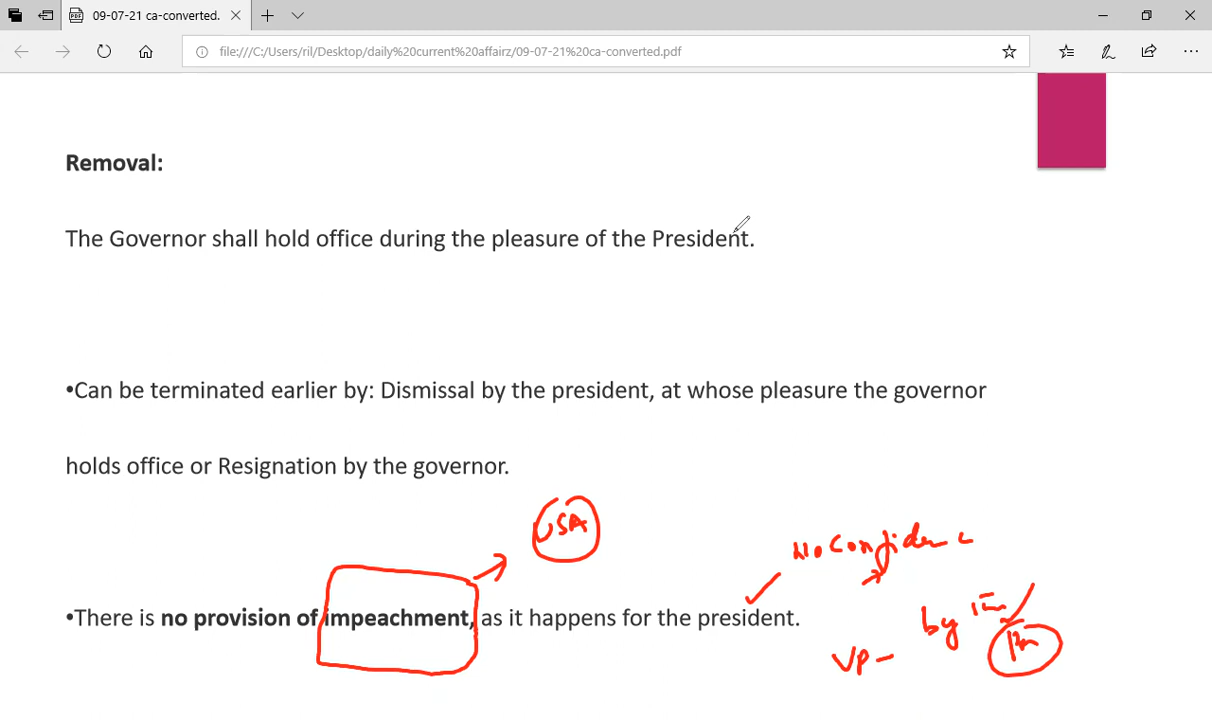 09-07-21 ca-converted.
file:///C:/Users/ril/Desktop/daily%20current%20affairz/09-07-21%20ca-converted.pdf
Removal:
The Governor shall hold office during the pleasure of the President.
•Can be terminated earlier by: Dismissal by the president, at whose pleasure the governor
holds office or Resignation by the governor.
USA
No Confidence
•There is no provision of impeachment, as it happens for the president.
by
VP -